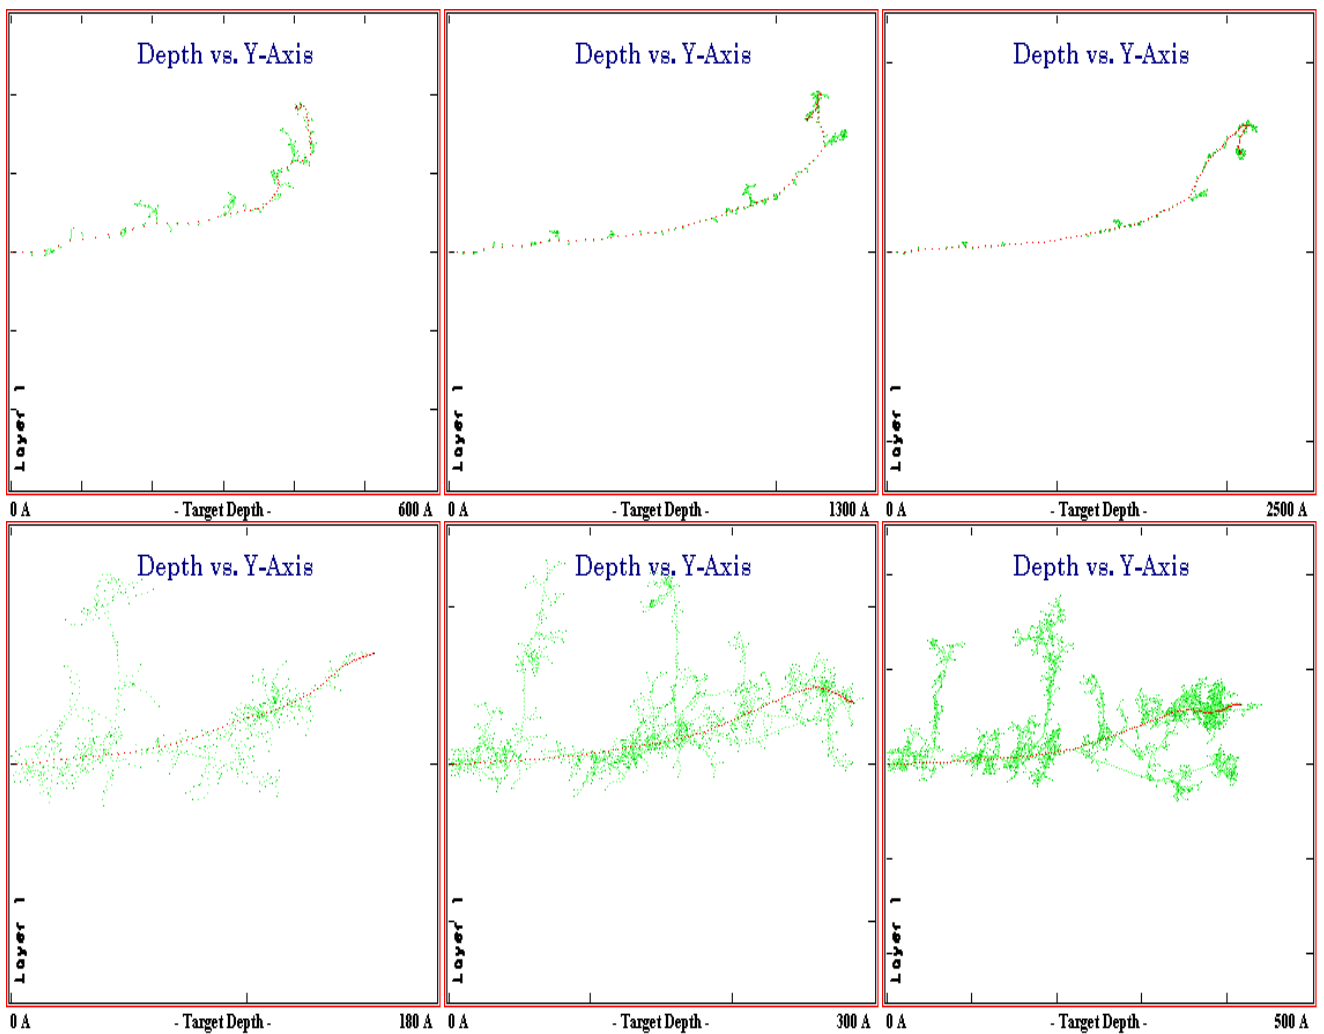 Depth vs. Y-Axis
Depth vs. Y-Axis
Depth vs. Y-Axis
Layer 1
Layer 1
Layer 1
0 A - Target Depth - 600 A
0 A - Target Depth - 1300 A
0 A - Target Depth - 2500 A
Depth vs. Y-Axis
Depth vs. Y-Axis
Depth vs. Y-Axis
Layer 1
Layer 1
Layer 1
0 A - Target Depth - 180 A
0 A - Target Depth - 300 A
0 A - Target Depth - 500 A